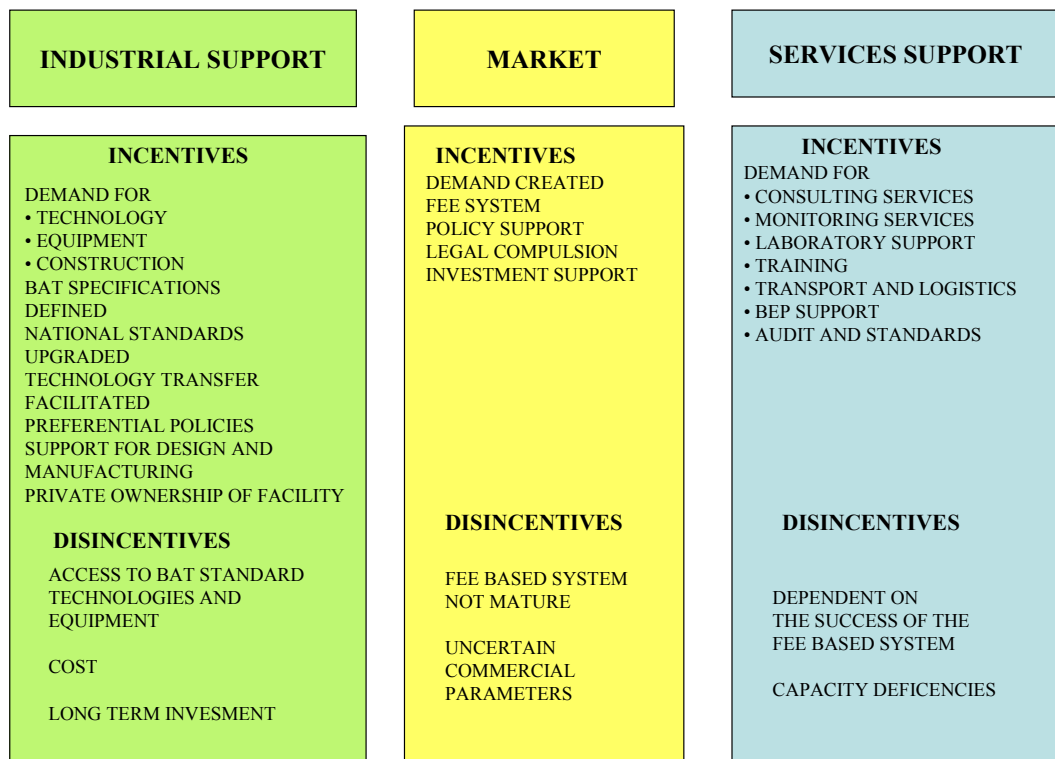 INDUSTRIAL SUPPORT
MARKET
SERVICES SUPPORT
INCENTIVES
DEMAND FOR
• TECHNOLOGY
• EQUIPMENT
• CONSTRUCTION
BAT SPECIFICATIONS
DEFINED
NATIONAL STANDARDS
UPGRADED
TECHNOLOGY TRANSFER
FACILITATED
PREFERENTIAL POLICIES
SUPPORT FOR DESIGN AND
MANUFACTURING
PRIVATE OWNERSHIP OF FACILITY
DISINCENTIVES
ACCESS TO BAT STANDARD
TECHNOLOGIES AND
EQUIPMENT
COST
LONG TERM INVESMENT
INCENTIVES
DEMAND CREATED
FEE SYSTEM
POLICY SUPPORT
LEGAL COMPULSION
INVESTMENT SUPPORT
DISINCENTIVES
FEE BASED SYSTEM
NOT MATURE
UNCERTAIN
COMMERCIAL
PARAMETERS
INCENTIVES
DEMAND FOR
• CONSULTING SERVICES
• MONITORING SERVICES
• LABORATORY SUPPORT
• TRAINING
• TRANSPORT AND LOGISTICS
• BEP SUPPORT
• AUDIT AND STANDARDS
DISINCENTIVES
DEPENDENT ON
THE SUCCESS OF THE
FEE BASED SYSTEM
CAPACITY DEFICENCIES